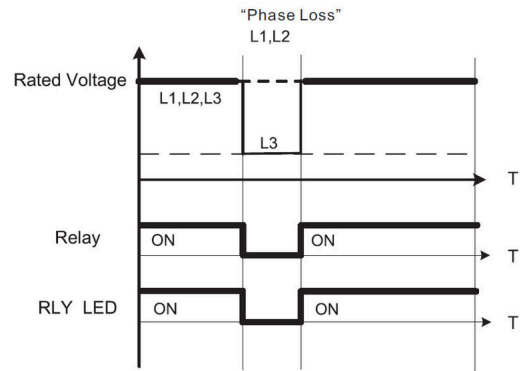 “Phase Loss”
L1,L2
Rated Voltage
L1,L2,L3
L3
T
Relay
ON
ON
T
RLY LED
ON
ON
T